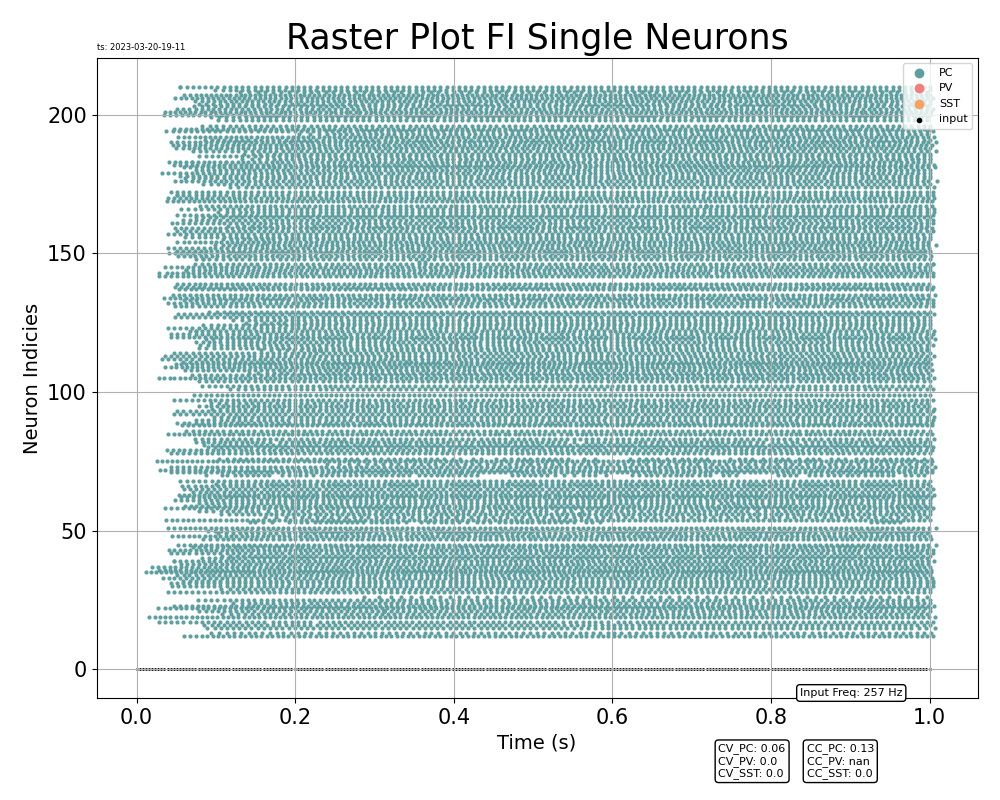 Raster Plot FI Single Neurons
ts: 2023-03-20-19-11
PC
PV
SST
input
200
150
100
50
0
Neuron Indicies
0.0 0.2 0.4 0.6 0.8 1.0
Time (s)
Input Freq: 257 Hz
CV_PC: 0.06
CV_PV: 0.0
CV_SST: 0.0
CC_PC: 0.13
CC_PV: nan
CC_SST: 0.0